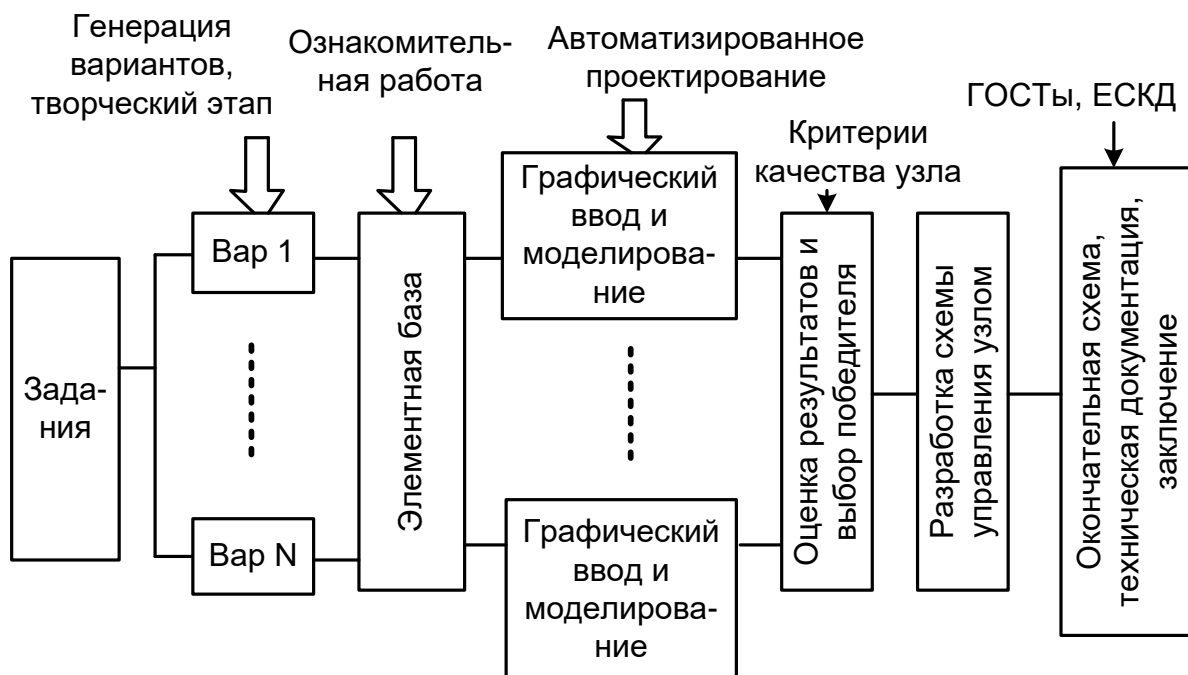 Генерация
вариантов,
творческий этап
Ознакомитель-
ная работа
Автоматизированное
проектирование
Критерии
качества узла
ГОСТы, ЕСКД
Зада-
ния
Вар 1
Вар N
Элементная база
Графический
ввод и
моделирова-
ние
Графический
ввод и
моделирова-
ние
Оценка результатов и
выбор победителя
Разработка схемы
управления узлом
Окончательная схема,
техническая документация,
заключение